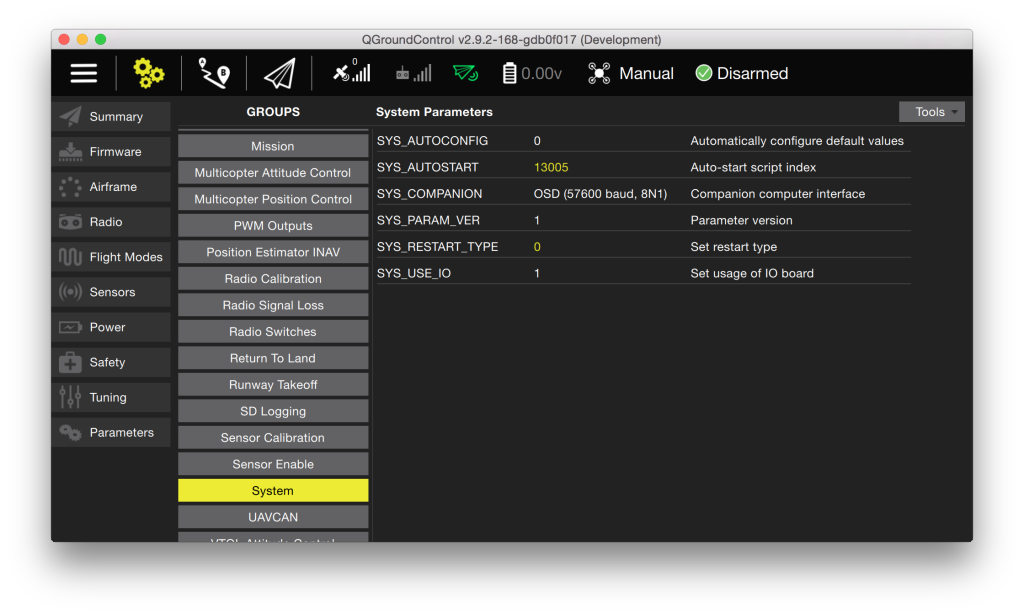 QGroundControl v2.9.2-168-gdb0f017 (Development)
0
0.00v
Manual
Disarmed
Summary
Firmware
Airframe
Radio
Flight Modes
Sensors
Power
Safety
Tuning
Parameters
GROUPS
Mission
Multicopter Attitude Control
Multicopter Position Control
PWM Outputs
Position Estimator INAV
Radio Calibration
Radio Signal Loss
Radio Switches
Return To Land
Runway Takeoff
SD Logging
Sensor Calibration
Sensor Enable
System
UAVCAN
VTOL Attitude Control
System Parameters
Tools
SYS_AUTOCONFIG 0 Automatically configure default values
SYS_AUTOSTART 13005 Auto-start script index
SYS_COMPANION OSD (57600 baud, 8N1) Companion computer interface
SYS_PARAM_VER 1 Parameter version
SYS_RESTART_TYPE 0 Set restart type
SYS_USE_IO 1 Set usage of IO board